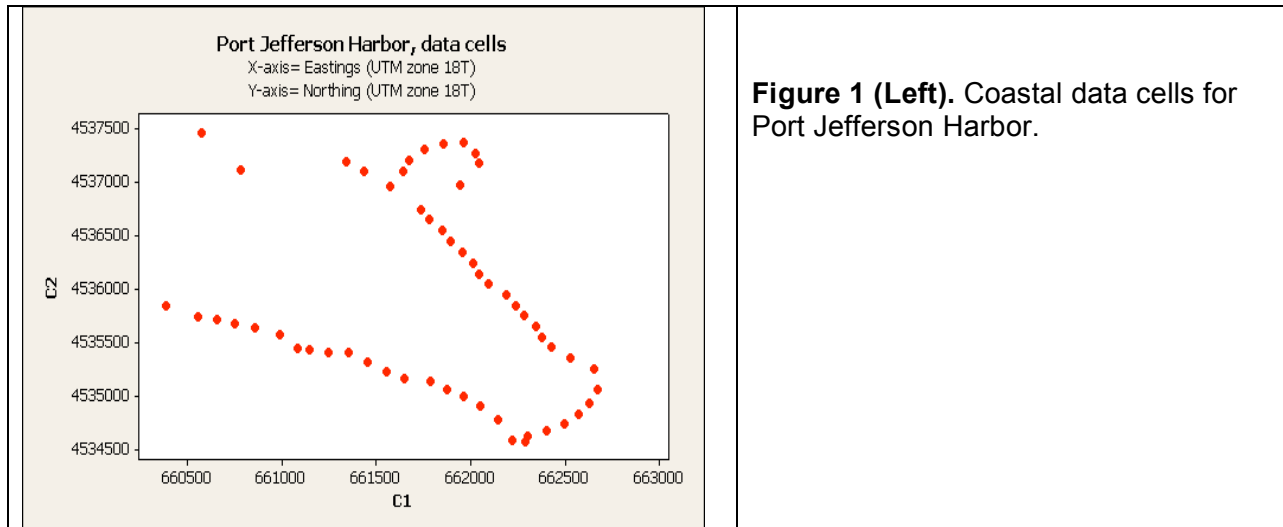 Port Jefferson Harbor, data cells
X-axis= Eastings (UTM zone 18T)
Y-axis= Northing (UTM zone 18T)
4537500
4537000
4536500
4536000
4535500
4535000
4534500
C2
660500 661000 661500 662000 662500 663000
C1
Figure 1 (Left). Coastal data cells for
Port Jefferson Harbor.